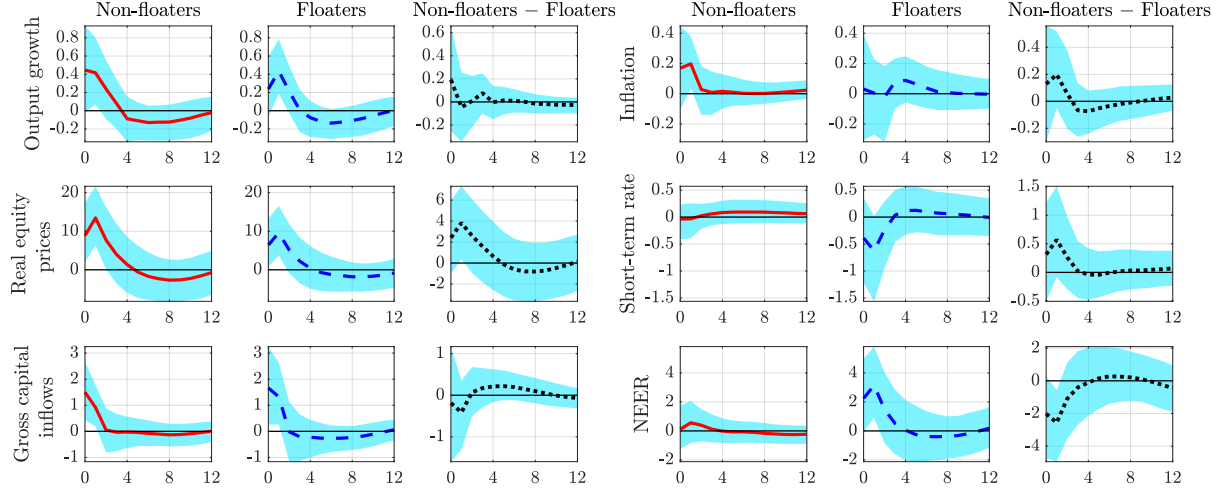 Non-floaters Floaters Non-floaters − Floaters Non-floaters Floaters Non-floaters − Floaters
Output growth
0.8 0.6 0.4 0.2 0 -0.2
0 4 8 12
0.8 0.6 0.4 0.2 0 -0.2
0 4 8 12
0.6 0.4 0.2 0 -0.2
0 4 8 12
Inflation
0.4 0.2 0 -0.2
0 4 8 12
0.4 0.2 0 -0.2
0 4 8 12
0.4 0.2 0 -0.2
0 4 8 12
Real equity
prices
20 10 0
0 4 8 12
20 10 0
0 4 8 12
6 4 2 0 -2
0 4 8 12
Short-term rate
0.5 0 -0.5 -1 -1.5
0 4 8 12
0.5 0 -0.5 -1 -1.5
0 4 8 12
1.5 1 0.5 0 -0.5
0 4 8 12
Gross capital
inflows
3 2 1 0 -1
0 4 8 12
3 2 1 0 -1
0 4 8 12
1 0 -1
0 4 8 12
NEER
4 2 0 -2
0 4 8 12
4 2 0 -2
0 4 8 12
2 0 -2 -4
0 4 8 12